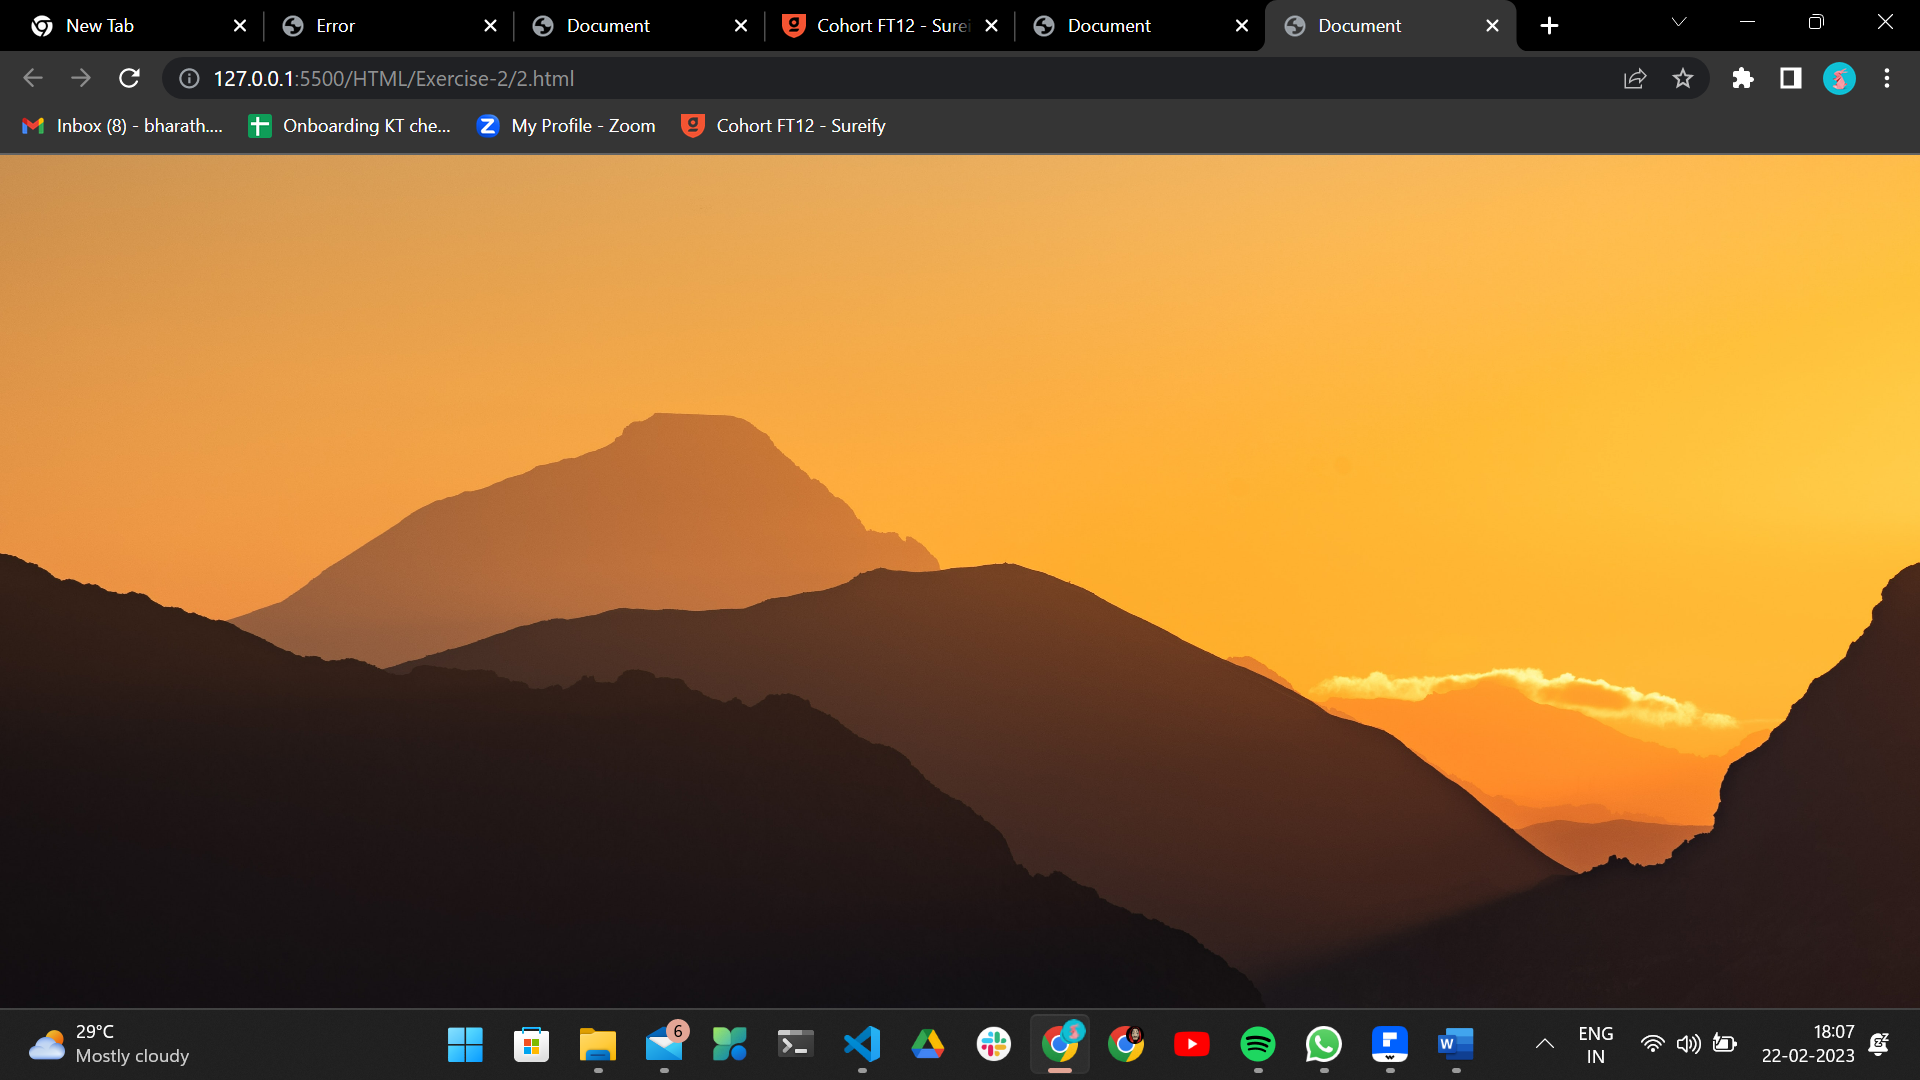 New Tab
Error
Document
Cohort FT12 - Surei
Document
Document
127.0.0.1:5500/HTML/Exercise-2/2.html
Inbox (8) - bharath....
Onboarding KT che...
My Profile - Zoom
Cohort FT12 - Sureify
29°C
Mostly cloudy
6
ENG
IN
18:07
22-02-2023